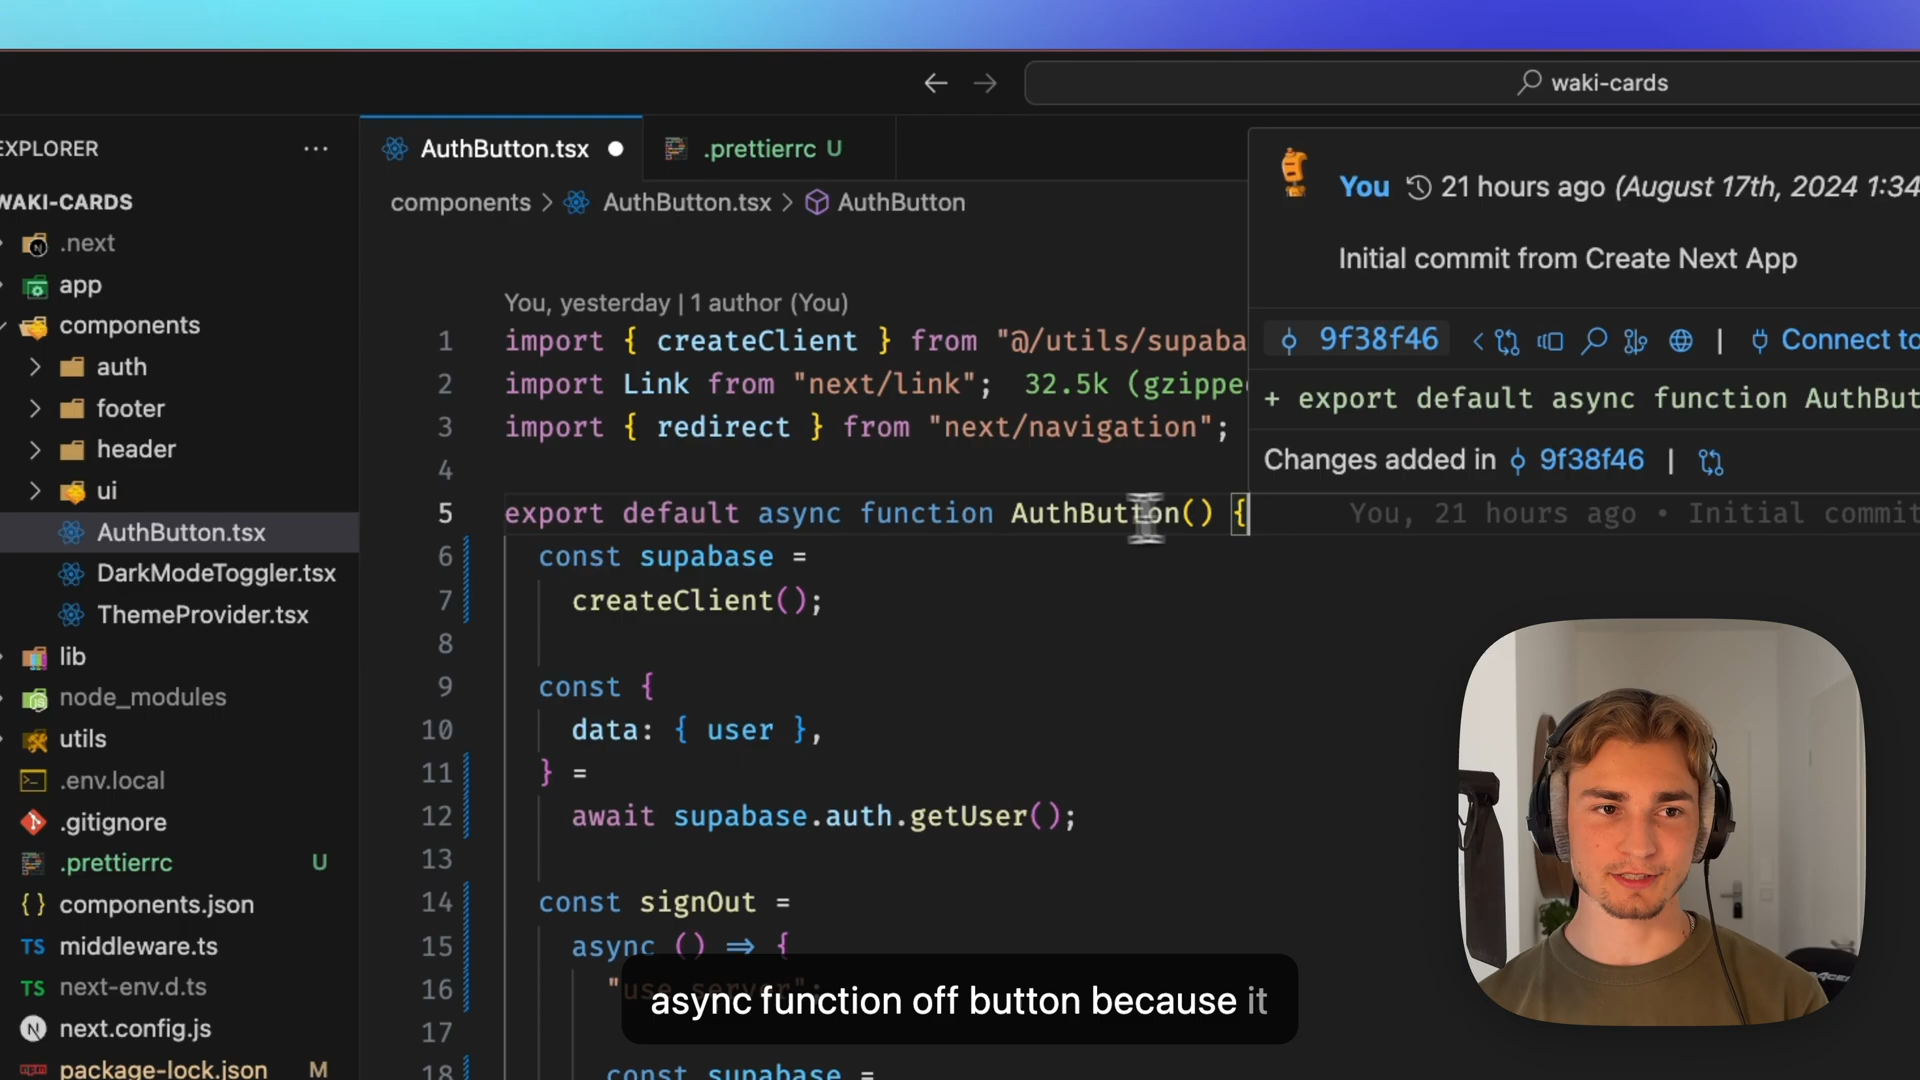 waki-cards
EXPLORER
WAKI-CARDS
.next
app
components
auth
footer
header
ui
AuthButton.tsx
DarkModeToggler.tsx
ThemeProvider.tsx
lib
node_modules
utils
.env.local
.gitignore
.prettierrc U
components.json
TS middleware.ts
TS next-env.d.ts
next.config.js
package-lock.json M
AuthButton.tsx
.prettierrc U
components > AuthButton.tsx > AuthButton
You, yesterday | 1 author (You)
1 import { createClient } from "@/utils/supaba
2 import Link from "next/link"; 32.5k (gzippe
3 import { redirect } from "next/navigation";
4
5 export default async function AuthButton() { You, 21 hours ago • Initial commit
6 const supabase =
7 createClient();
8
9 const {
10 data: { user },
11 } =
12 await supabase.auth.getUser();
13
14 const signOut =
15 async () => {
16 "use server";
17
18 const supabase =
You 21 hours ago (August 17th, 2024 1:34
Initial commit from Create Next App
9f38f46 | Connect to
+ export default async function AuthBut
Changes added in 9f38f46 |
async function off button because it